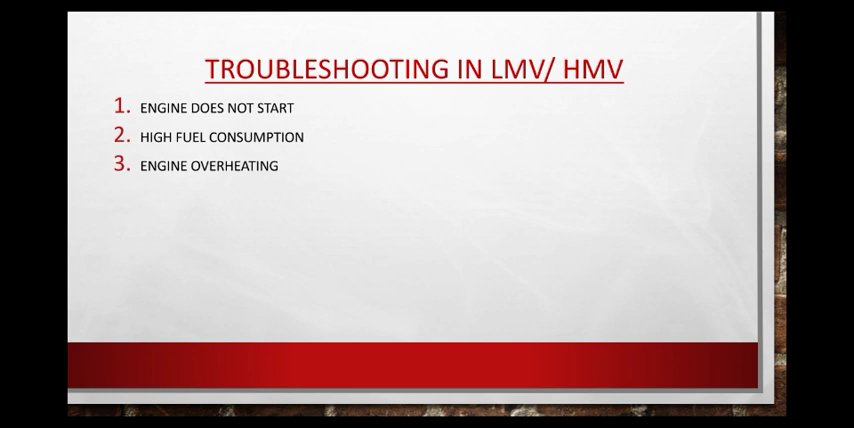 TROUBLESHOOTING IN LMV/ HMV
1. ENGINE DOES NOT START
2. HIGH FUEL CONSUMPTION
3. ENGINE OVERHEATING